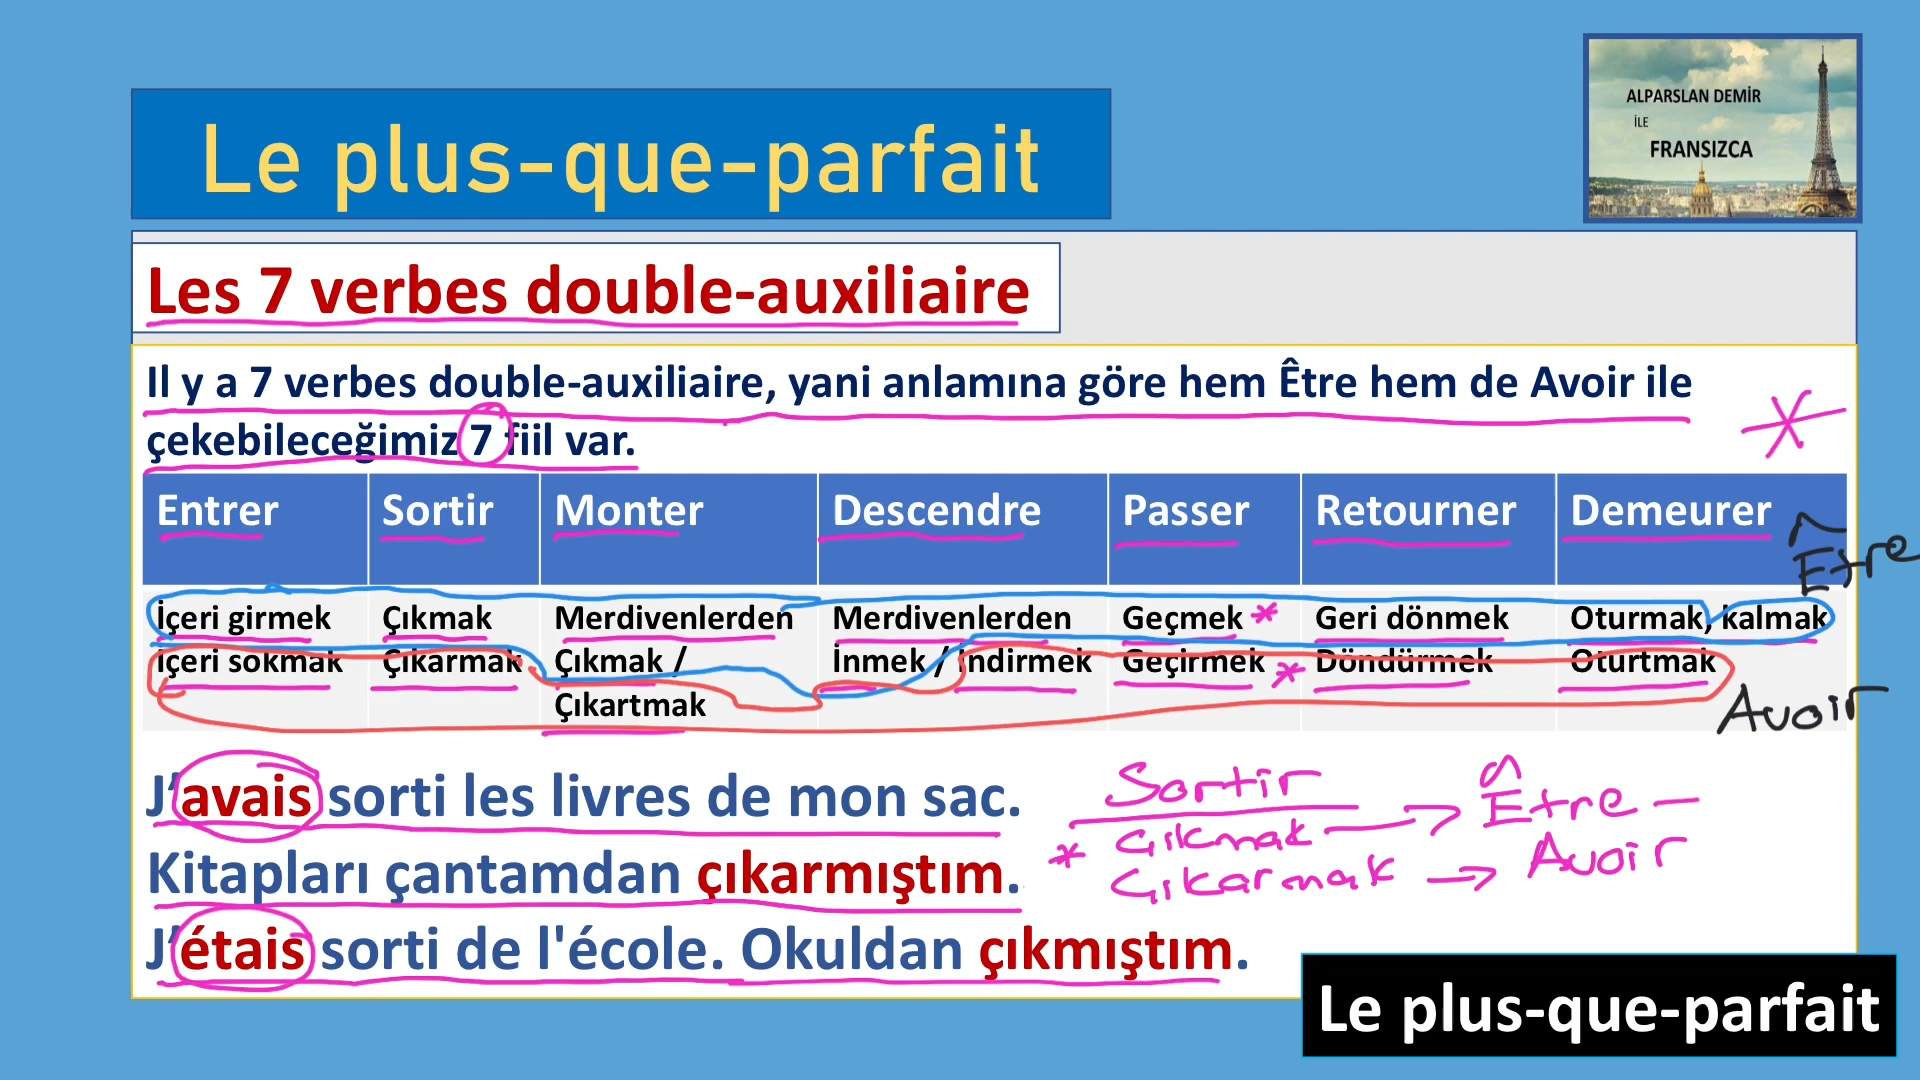 Le plus-que-parfait
ALPARSLAN DEMİR
İLE
FRANSIZCA
Les 7 verbes double-auxiliaire
Il y a 7 verbes double-auxiliaire, yani anlamına göre hem Être hem de Avoir ile
çekebileceğimiz 7 fiil var.
Entrer Sortir Monter Descendre Passer Retourner Demeurer
Être
İçeri girmek Çıkmak Merdivenlerden Merdivenlerden Geçmek * Geri dönmek Oturmak, kalmak
İçeri sokmak Çıkarmak Çıkmak / İnmek / İndirmek Geçirmek * Döndürmek Oturtmak
Çıkartmak
Avoir
J'avais sorti les livres de mon sac.
Kitapları çantamdan çıkarmıştım.
J'étais sorti de l'école. Okuldan çıkmıştım.
Sortir
* Çıkmak → Être –
Çıkarmak → Avoir
Le plus-que-parfait